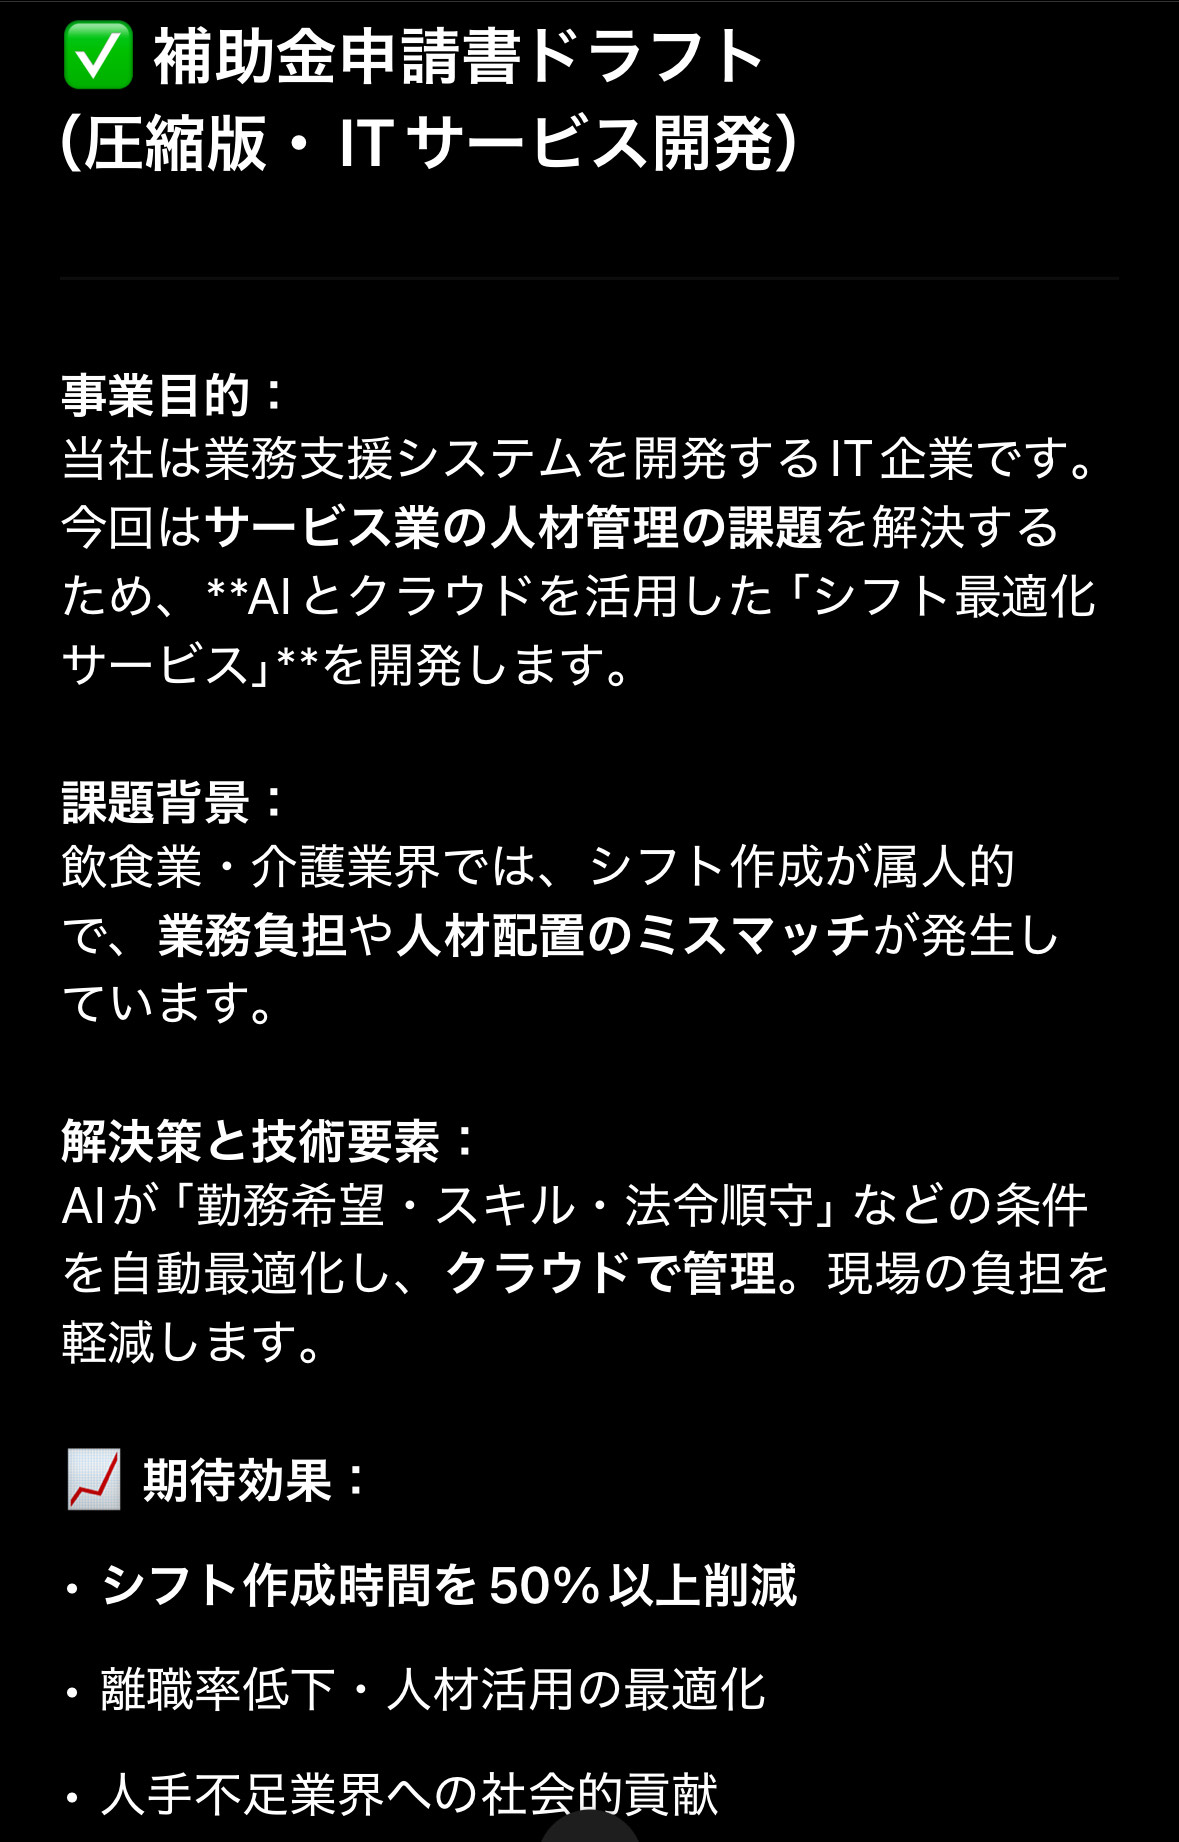 ✅ 補助金申請書ドラフト
（圧縮版・ITサービス開発）
事業目的：
当社は業務支援システムを開発するIT企業です。
今回はサービス業の人材管理の課題を解決する
ため、**AIとクラウドを活用した「シフト最適化
サービス」**を開発します。
課題背景：
飲食業・介護業界では、シフト作成が属人的
で、業務負担や人材配置のミスマッチが発生し
ています。
解決策と技術要素：
AIが「勤務希望・スキル・法令順守」などの条件
を自動最適化し、クラウドで管理。現場の負担を
軽減します。
📈 期待効果：
• シフト作成時間を50%以上削減
• 離職率低下・人材活用の最適化
• 人手不足業界への社会的貢献